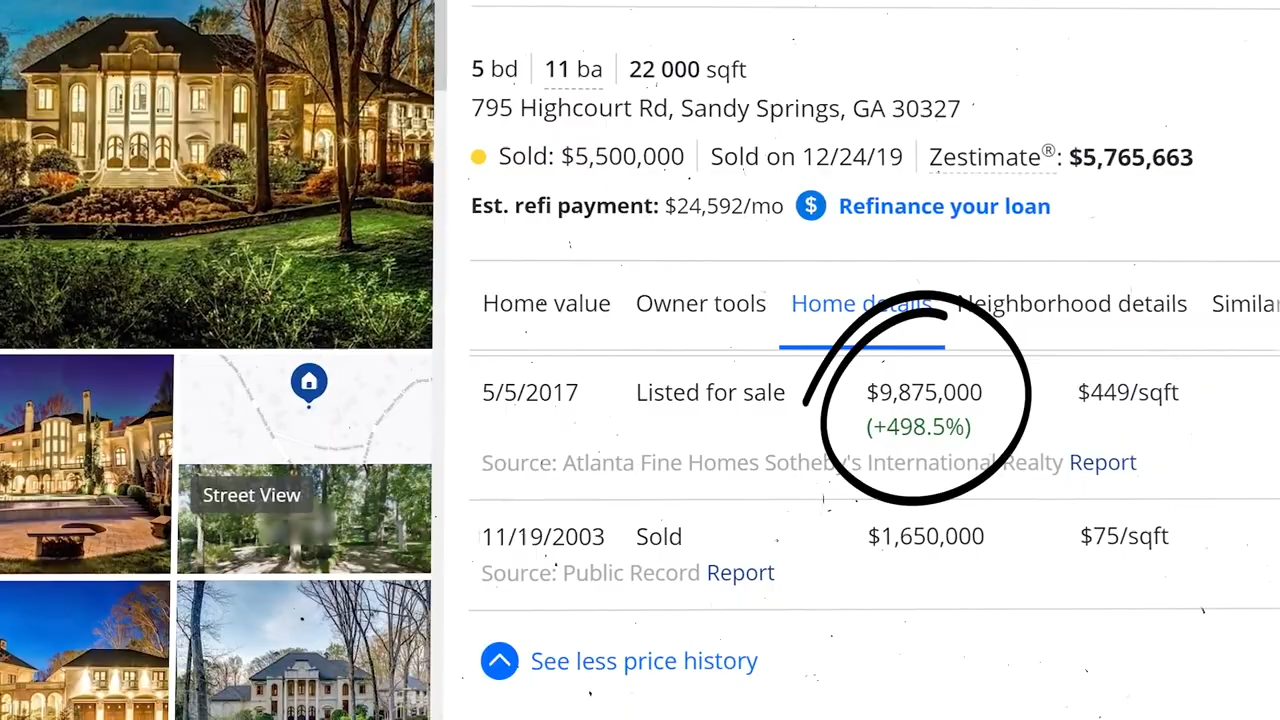 5 bd 11 ba 22 000 sqft
795 Highcourt Rd, Sandy Springs, GA 30327
Sold: $5,500,000 Sold on 12/24/19 Zestimate®: $5,765,663
Est. refi payment: $24,592/mo $ Refinance your loan
Home value Owner tools Home details Neighborhood details Similar
5/5/2017 Listed for sale $9,875,000 $449/sqft
(+498.5%)
Source: Atlanta Fine Homes Sotheby's International Realty Report
11/19/2003 Sold $1,650,000 $75/sqft
Source: Public Record Report
See less price history
Street View